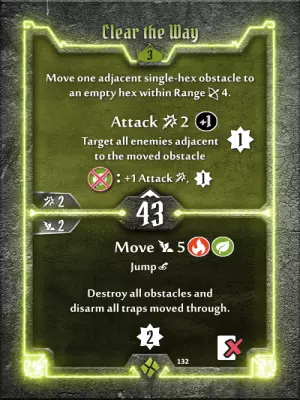 Clear the Way
3
Move one adjacent single-hex obstacle to
an empty hex within Range 4.
Attack 2 +1
Target all enemies adjacent
to the moved obstacle
1
: +1 Attack, 1
2
43
2
Move 5
Jump
Destroy all obstacles and
disarm all traps moved through.
2
132